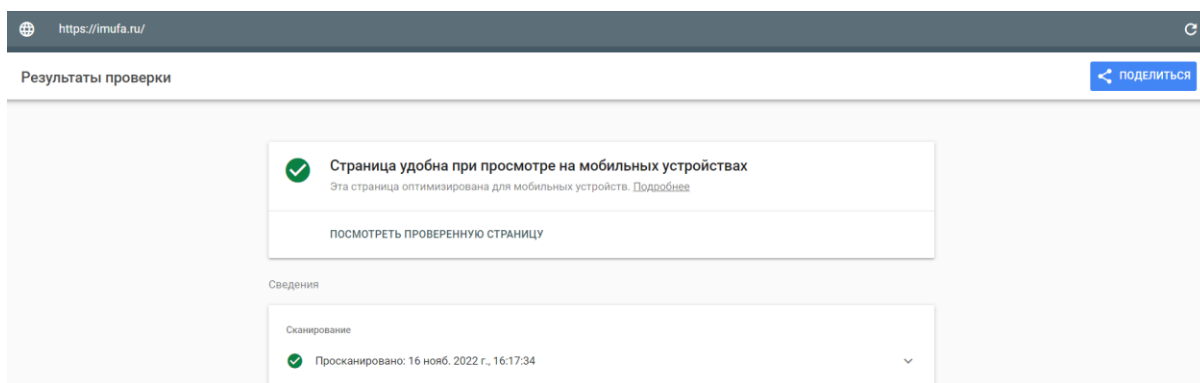 https://imufa.ru/
Результаты проверки
ПОДЕЛИТЬСЯ
Страница удобна при просмотре на мобильных устройствах
Эта страница оптимизирована для мобильных устройств. Подробнее
ПОСМОТРЕТЬ ПРОВЕРЕННУЮ СТРАНИЦУ
Сведения
Сканирование
Просканировано: 16 нояб. 2022 г., 16:17:34